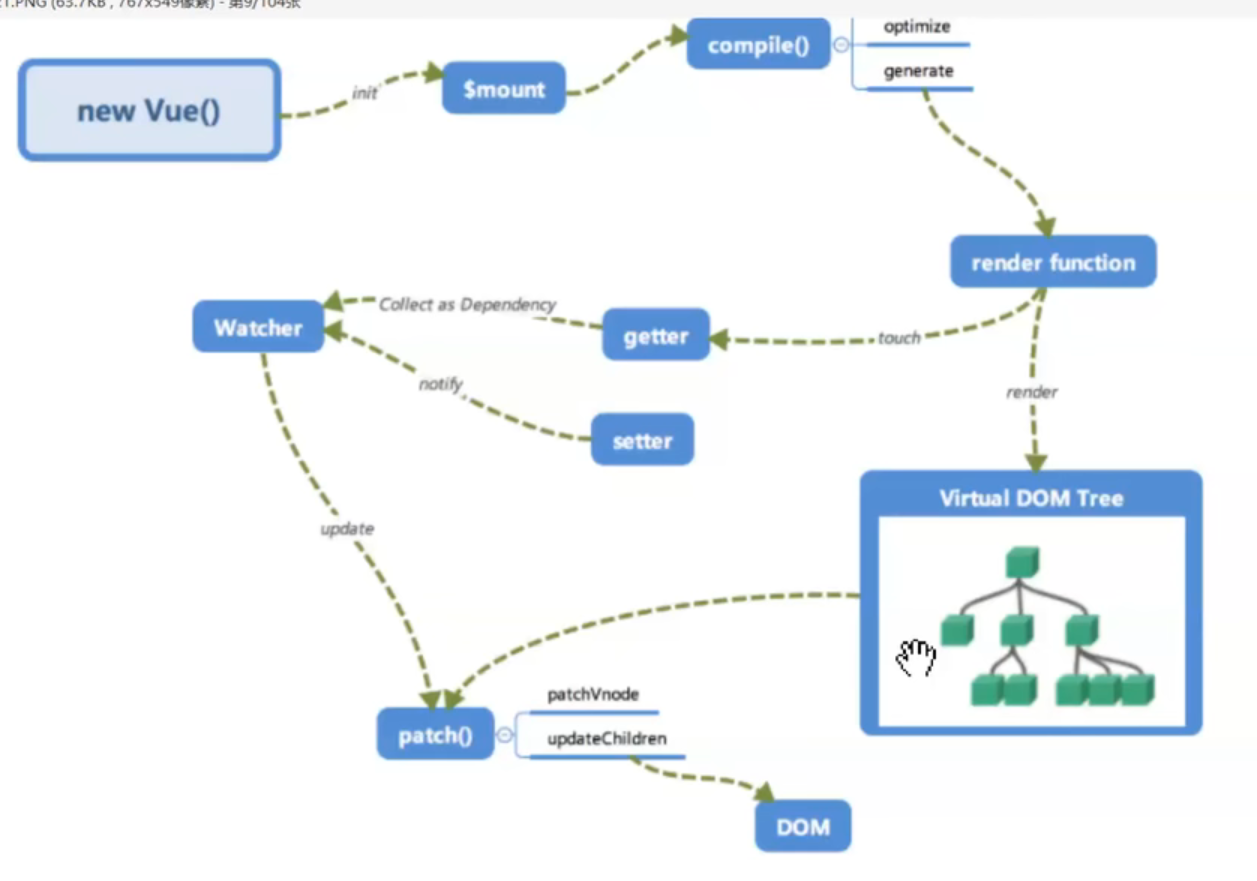 1.PNG (63.7KB , 767x549像素) - 第9/104张
optimize
compile()
generate
$mount
new Vue()
init
render function
Collect as Dependency
Watcher
getter
touch
notify
render
setter
Virtual DOM Tree
update
patchVnode
patch()
updateChildren
DOM